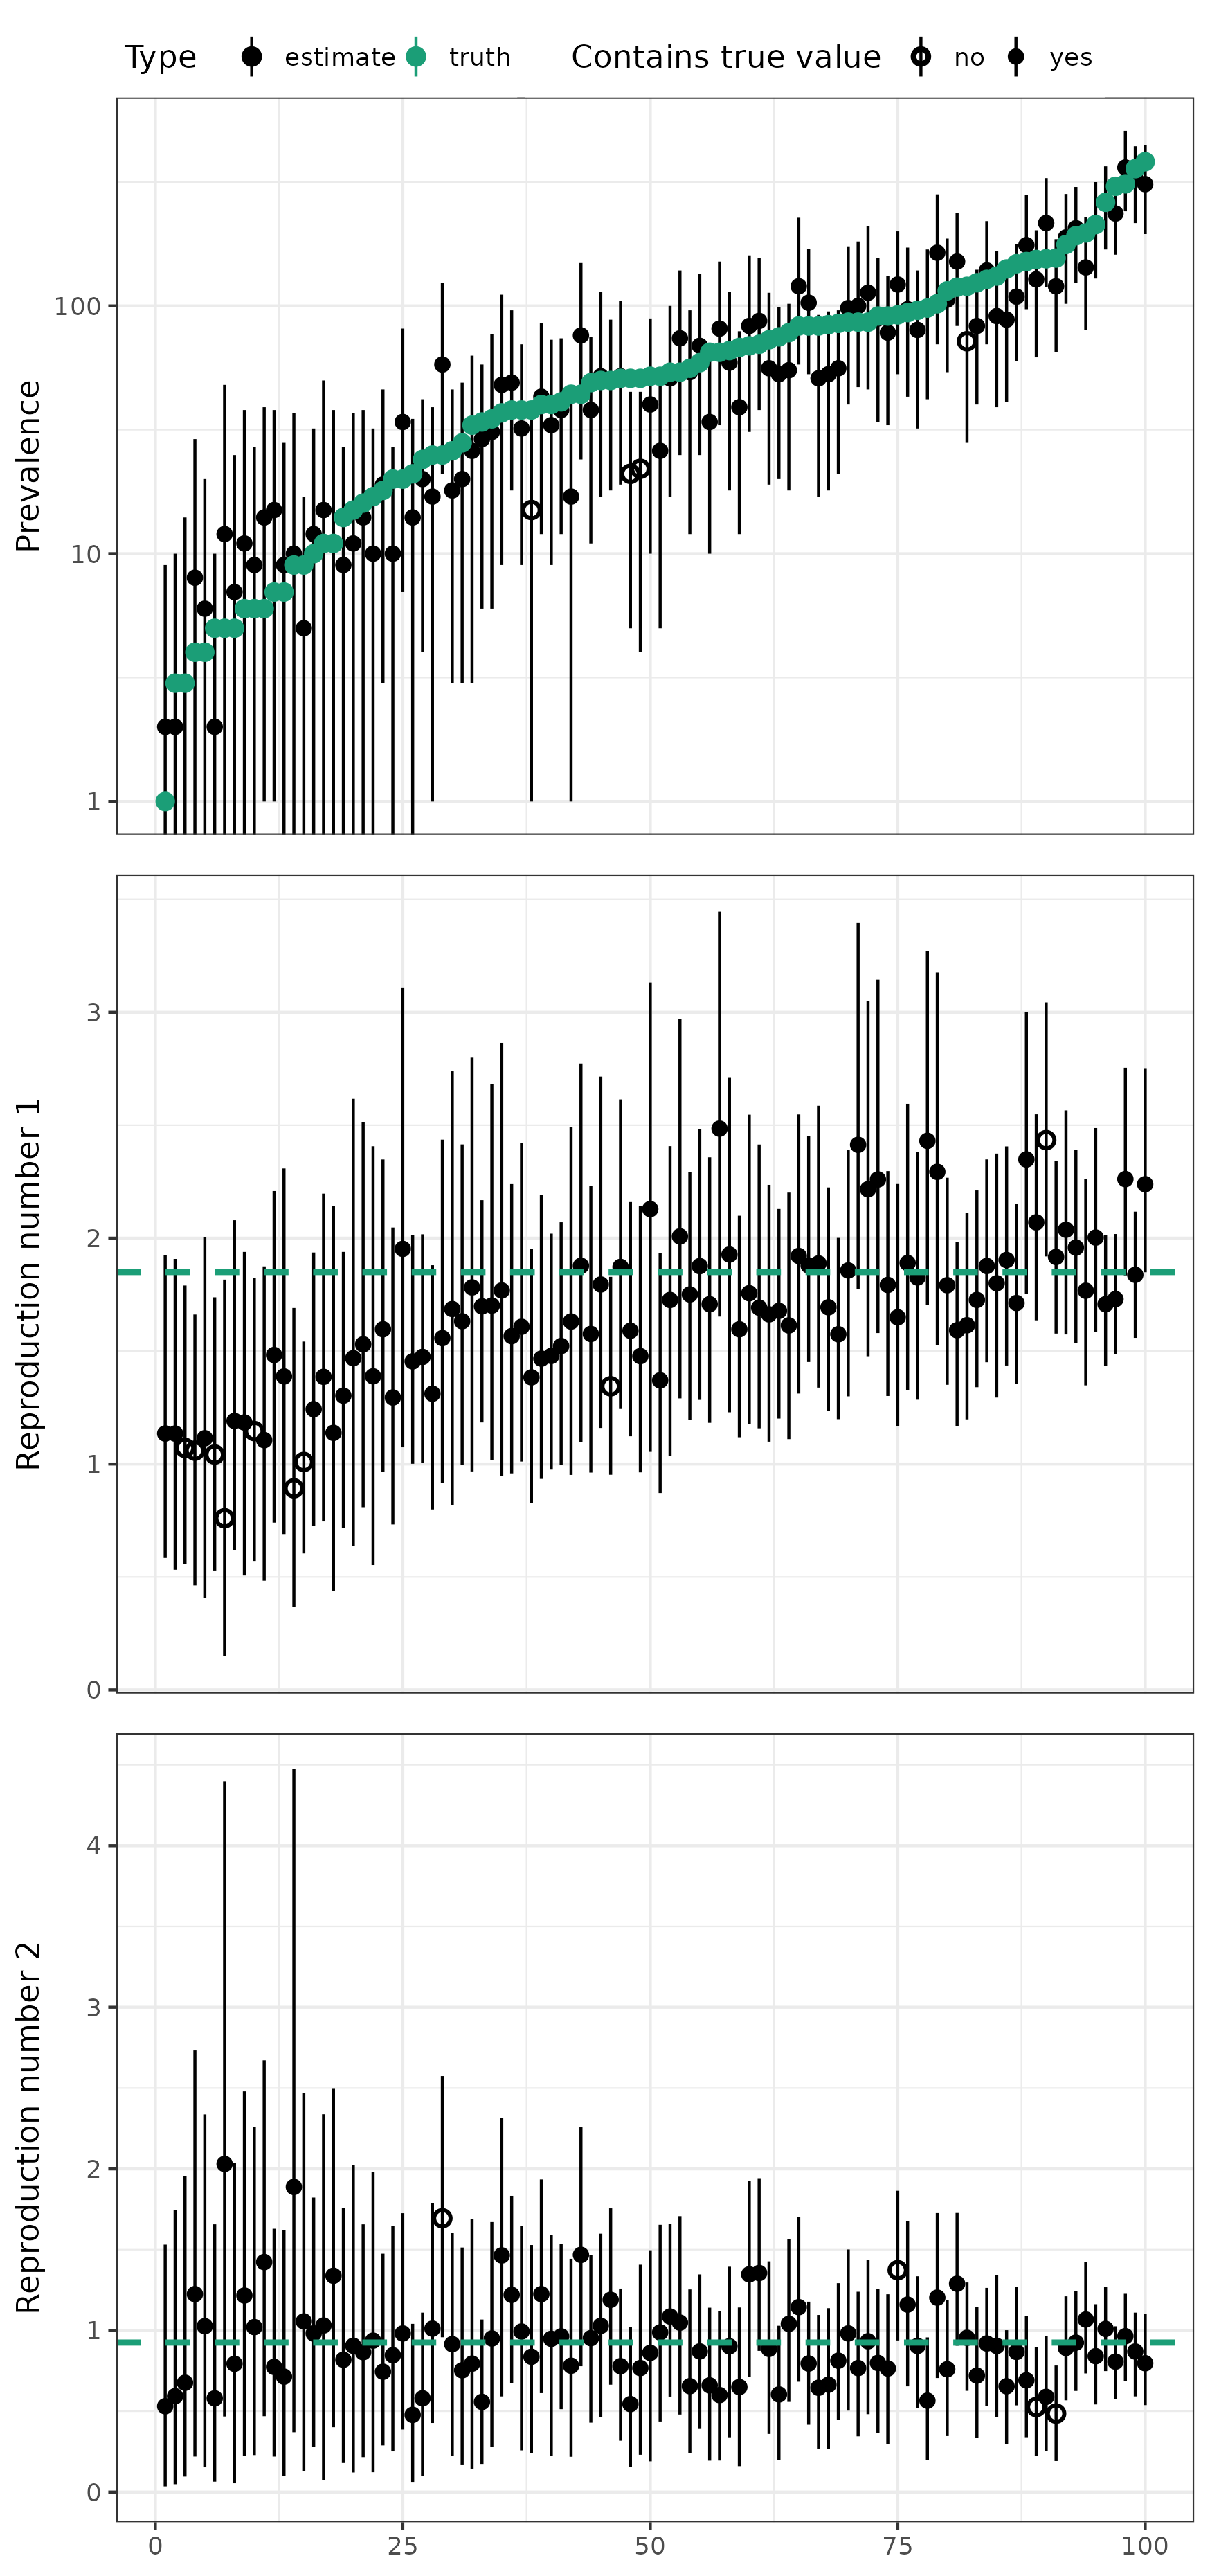 Type estimate truth Contains true value no yes
Prevalence
100
10
1
Reproduction number 1
3
2
1
0
Reproduction number 2
4
3
2
1
0
0 25 50 75 100